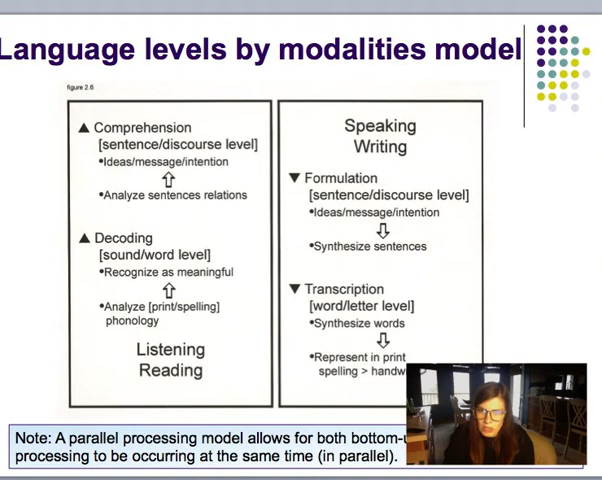 Language levels by modalities model
figure 2.6
▲ Comprehension
[sentence/discourse level]
•Ideas/message/intention
•Analyze sentences relations
▲ Decoding
[sound/word level]
•Recognize as meaningful
•Analyze [print/spelling]
phonology
Listening
Reading
Speaking
Writing
▼ Formulation
[sentence/discourse level]
•Ideas/message/intention
•Synthesize sentences
▼ Transcription
[word/letter level]
•Synthesize words
•Represent in print
spelling >
Note: A parallel processing model allows for both
processing to be occurring at the same time (in parallel).